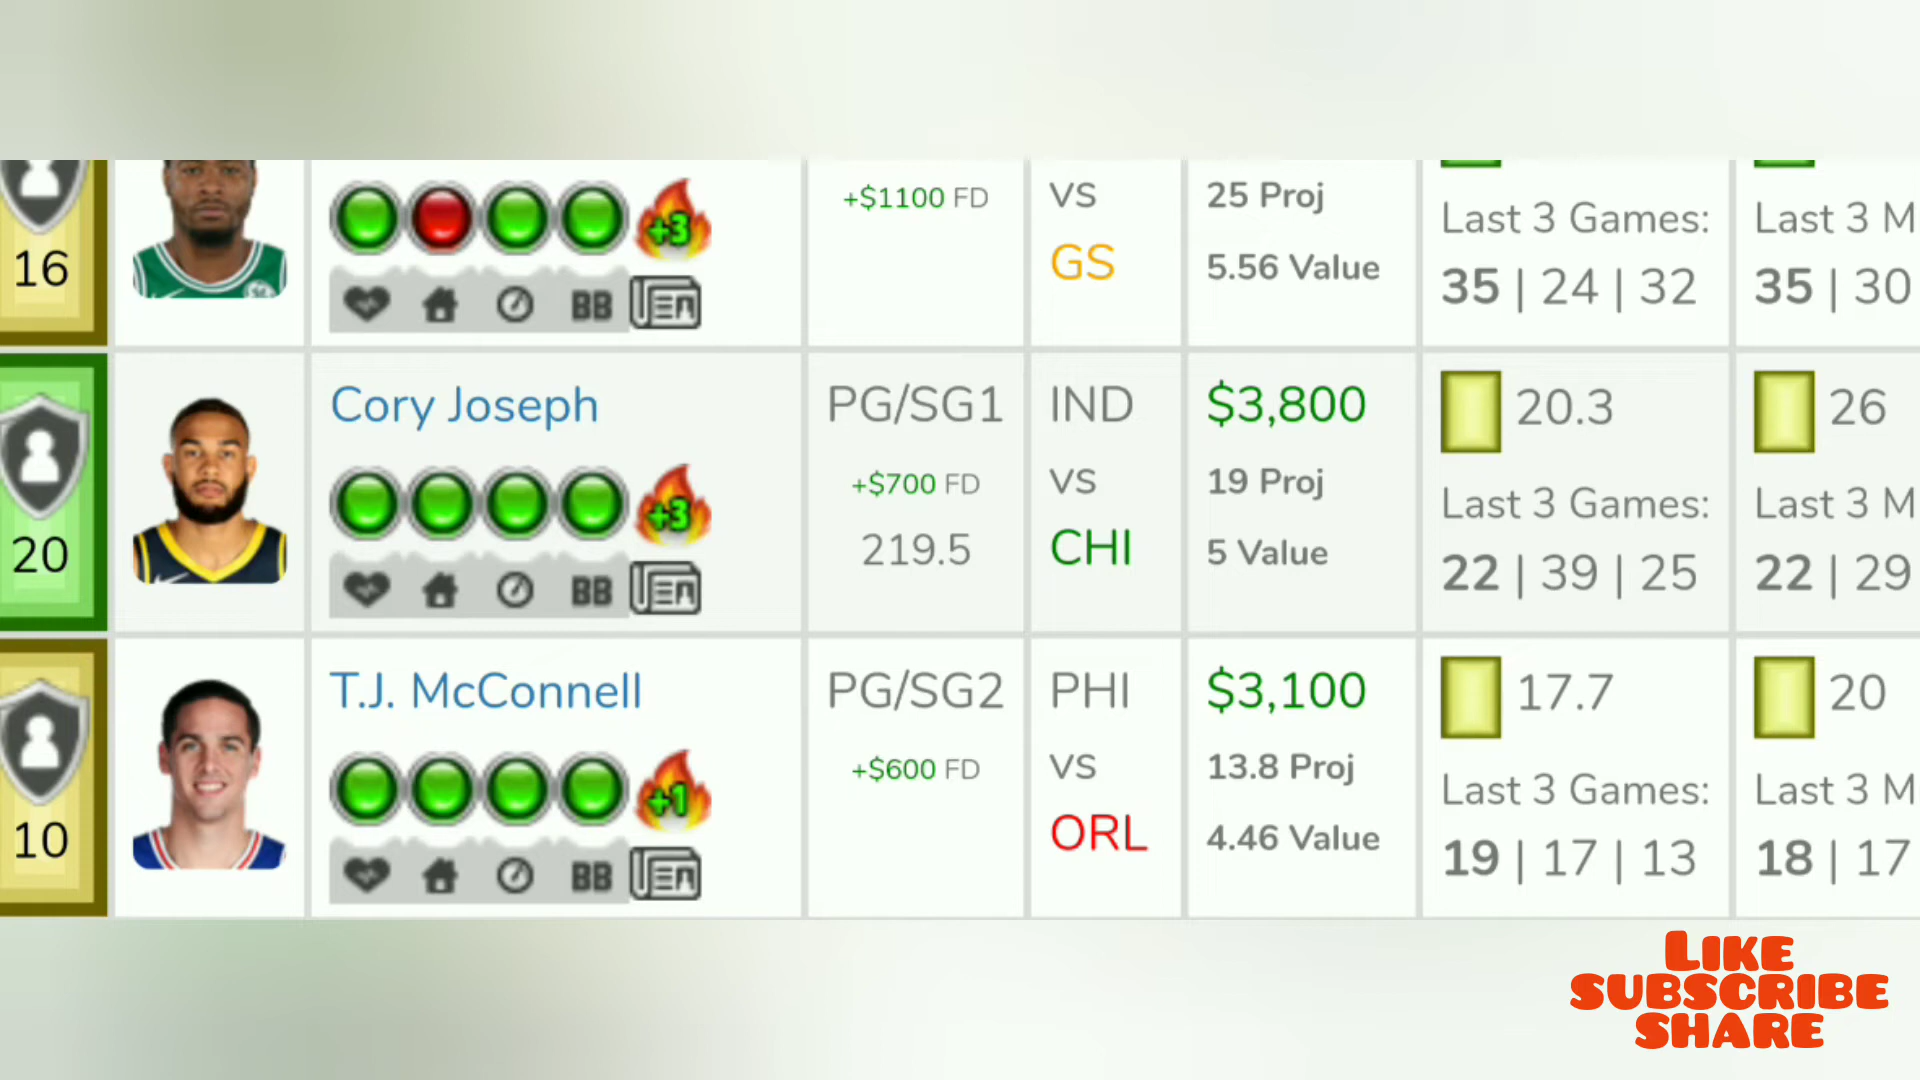 16
+3
BB
+$1100 FD
VS
GS
25 Proj
5.56 Value
Last 3 Games:
35 | 24 | 32
Last 3 M
35 | 30
20
Cory Joseph
+3
BB
PG/SG1
+$700 FD
219.5
IND
VS
CHI
$3,800
19 Proj
5 Value
20.3
Last 3 Games:
22 | 39 | 25
26
Last 3 M
22 | 29
10
T.J. McConnell
+1
BB
PG/SG2
+$600 FD
PHI
VS
ORL
$3,100
13.8 Proj
4.46 Value
17.7
Last 3 Games:
19 | 17 | 13
20
Last 3 M
18 | 17
LIKE
SUBSCRIBE
SHARE